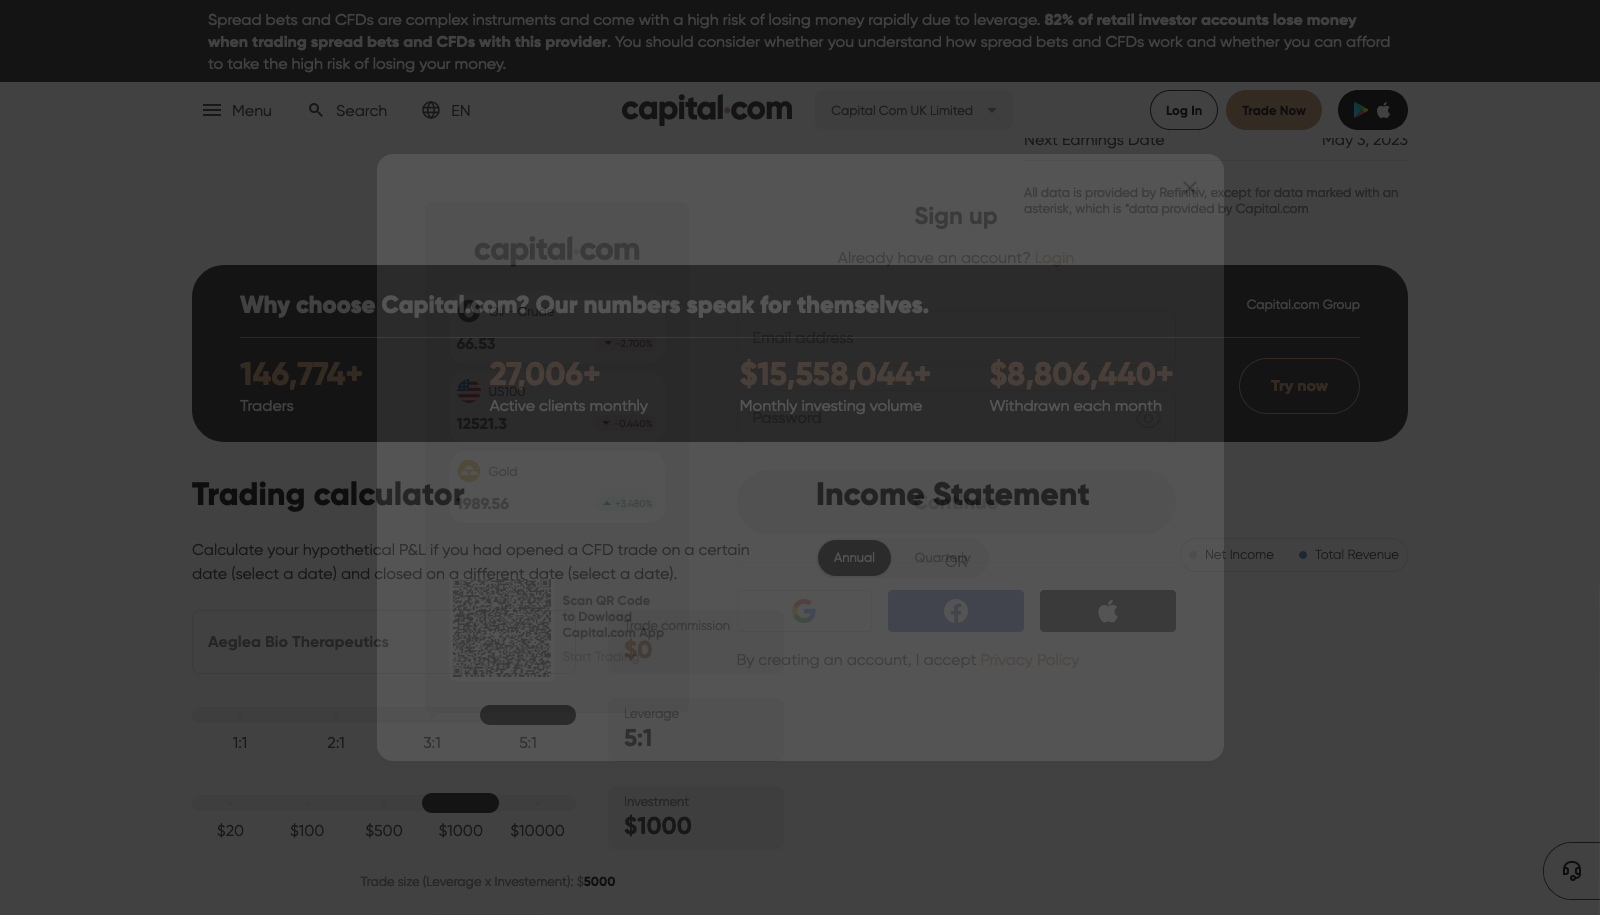 Spread bets and CFDs are complex instruments and come with a high risk of losing money rapidly due to leverage. 82% of retail investor accounts lose money
when trading spread bets and CFDs with this provider. You should consider whether you understand how spread bets and CFDs work and whether you can afford
to take the high risk of losing your money.
Menu
Search
EN
capital.com
Capital Com UK Limited
Log In
Trade Now
Next Earnings Date
May 3, 2023
All data is provided by Refinitiv, except for data marked with an
asterisk, which is *data provided by Capital.com
Sign up
Already have an account? Login
capital.com
Email address
Password
66.53
-2.700%
US100
12521.3
-0.440%
Gold
1989.56
+3.480%
Continue
OR
Scan QR Code
to Dowload
Capital.com App
Start Trading
By creating an account, I accept Privacy Policy
Why choose Capital.com? Our numbers speak for themselves.
Capital.com Group
146,774+
Traders
27,006+
Active clients monthly
$15,558,044+
Monthly investing volume
$8,806,440+
Withdrawn each month
Try now
Trading calculator
Calculate your hypothetical P&L if you had opened a CFD trade on a certain
date (select a date) and closed on a different date (select a date).
Aeglea Bio Therapeutics
Trade commission
$0
1:1
2:1
3:1
5:1
Leverage
5:1
$20
$100
$500
$1000
$10000
Investment
$1000
Trade size (Leverage x Investement): $5000
Income Statement
Annual
Quarterly
Net Income
Total Revenue